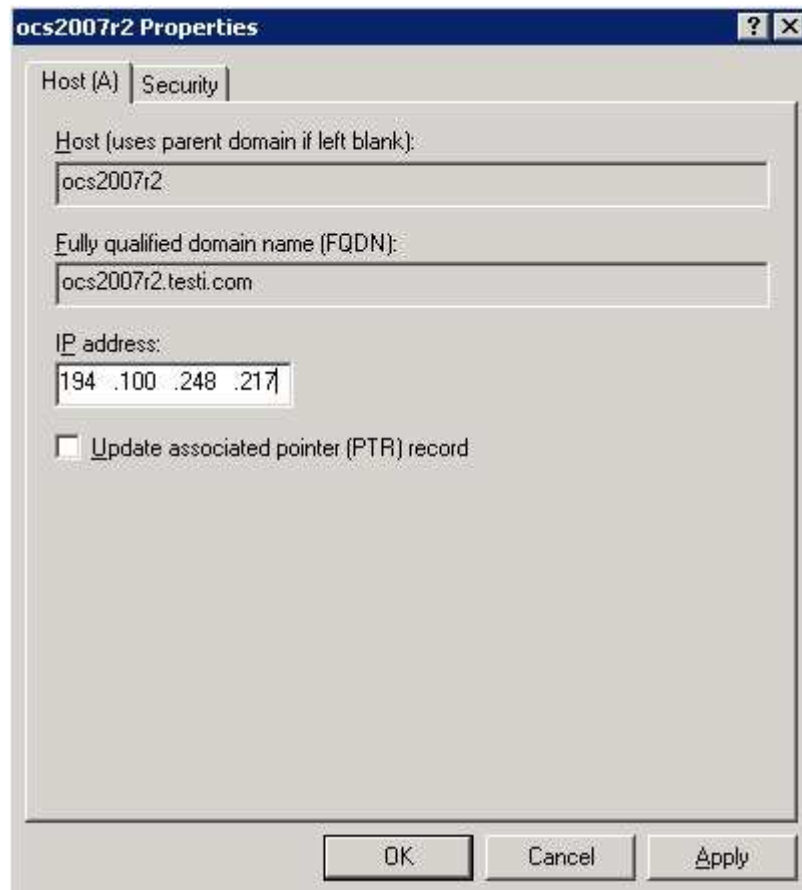 ocs2007r2 Properties
Host (A) Security
Host (uses parent domain if left blank):
ocs2007r2
Fully qualified domain name (FQDN):
ocs2007r2.testi.com
IP address:
194 .100 .248 .217
Update associated pointer (PTR) record
OK Cancel Apply